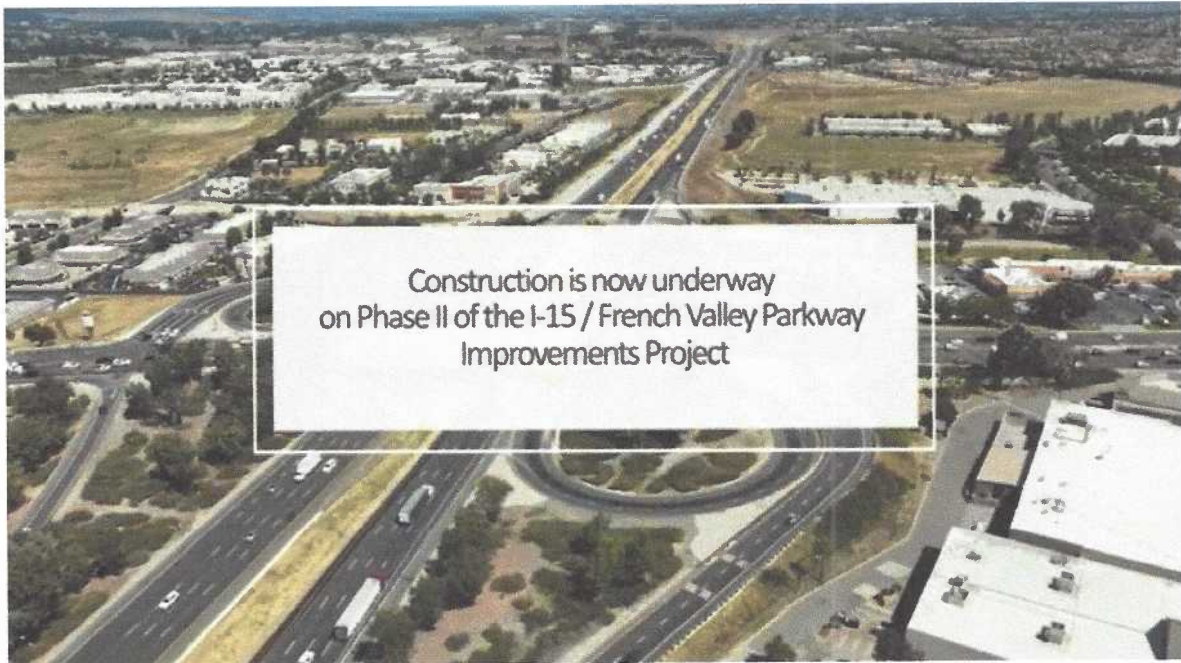 Construction is now underway
on Phase II of the I-15 / French Valley Parkway
Improvements Project